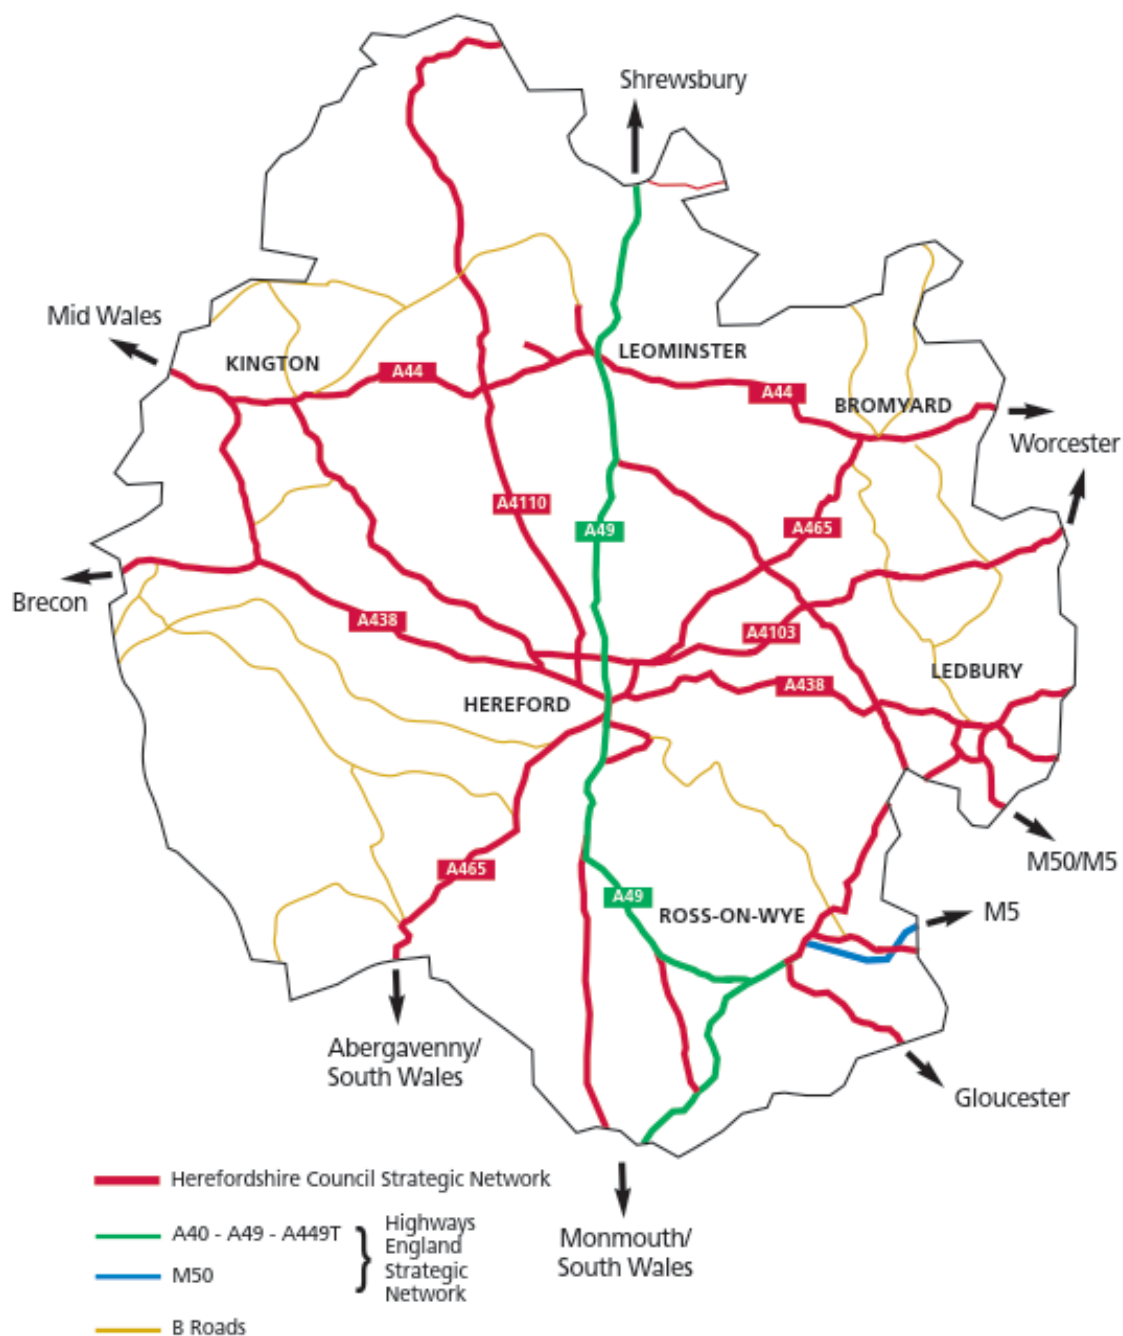 Shrewsbury
Mid Wales
KINGTON
LEOMINSTER
A44
A44
BROMYARD
Worcester
A4110
A49
A465
Brecon
A438
A4103
LEDBURY
A438
HEREFORD
M50/M5
A465
A49
ROSS-ON-WYE
M5
Abergavenny/
South Wales
Gloucester
Monmouth/
South Wales
Herefordshire Council Strategic Network
A40 - A49 - A449T
M50
Highways
England
Strategic
Network
B Roads